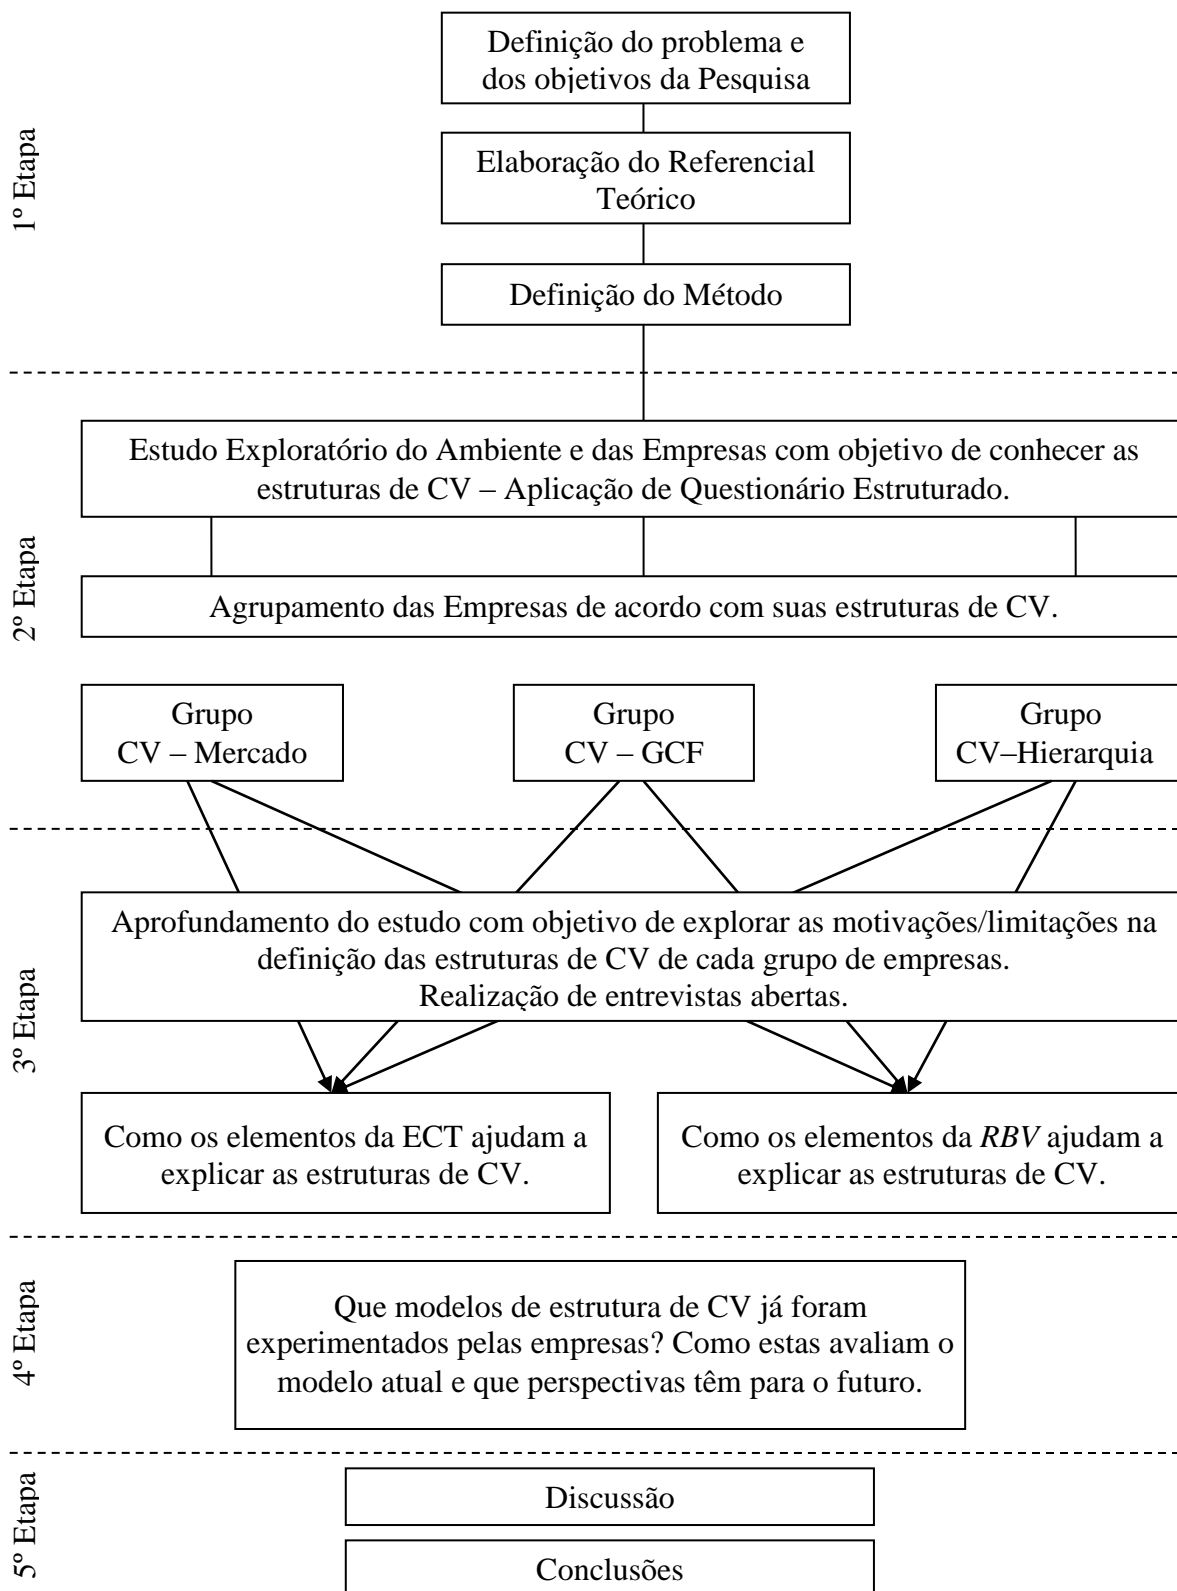 1º Etapa
Definição do problema e
dos objetivos da Pesquisa
Elaboração do Referencial
Teórico
Definição do Método
2º Etapa
Estudo Exploratório do Ambiente e das Empresas com objetivo de conhecer as
estruturas de CV – Aplicação de Questionário Estruturado.
Agrupamento das Empresas de acordo com suas estruturas de CV.
Grupo
CV – Mercado
Grupo
CV – GCF
Grupo
CV–Hierarquia
3º Etapa
Aprofundamento do estudo com objetivo de explorar as motivações/limitações na
definição das estruturas de CV de cada grupo de empresas.
Realização de entrevistas abertas.
Como os elementos da ECT ajudam a
explicar as estruturas de CV.
Como os elementos da RBV ajudam a
explicar as estruturas de CV.
4º Etapa
Que modelos de estrutura de CV já foram
experimentados pelas empresas? Como estas avaliam o
modelo atual e que perspectivas têm para o futuro.
5º Etapa
Discussão
Conclusões